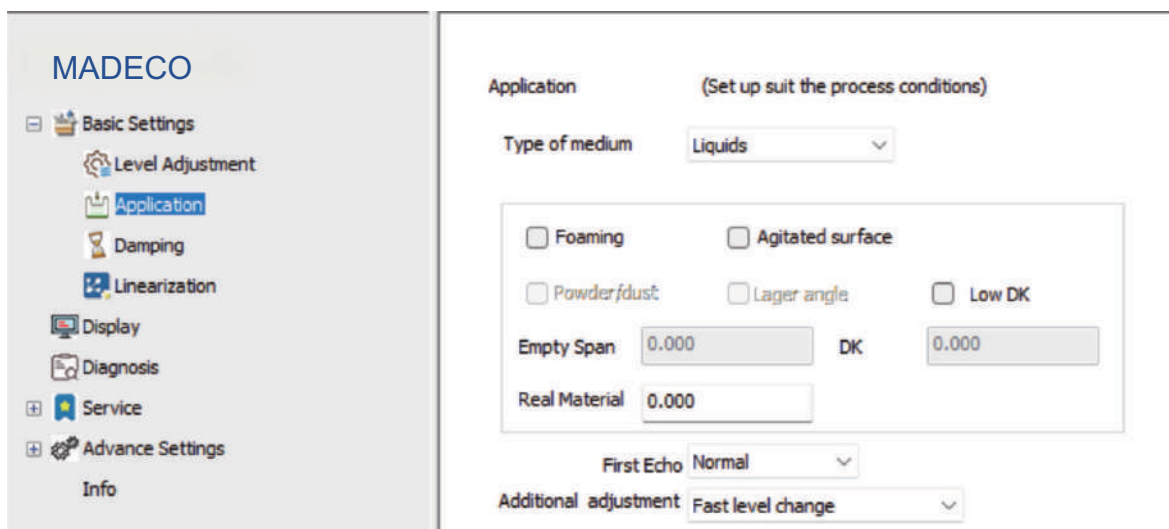 MADECO
Basic Settings
Level Adjustment
Application
Damping
Linearization
Display
Diagnosis
Service
Advance Settings
Info
Application (Set up suit the process conditions)
Type of medium Liquids
Foaming Agitated surface
Powder/dust Lager angle Low DK
Empty Span 0.000 DK 0.000
Real Material 0.000
First Echo Normal
Additional adjustment Fast level change